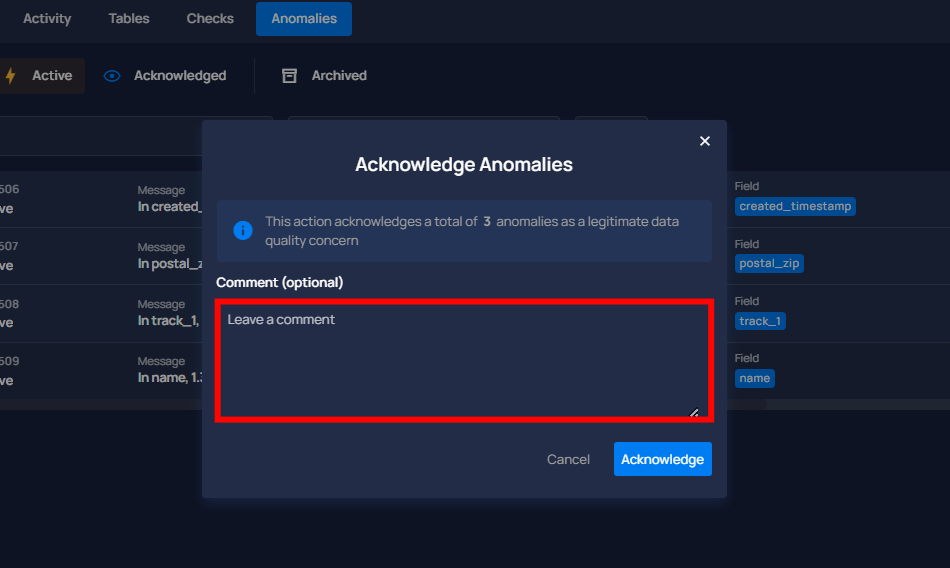 Activity Tables Checks Anomalies
Active Acknowledged Archived
Acknowledge Anomalies
This action acknowledges a total of 3 anomalies as a legitimate data
quality concern
Comment (optional)
Leave a comment
Cancel Acknowledge
506 Message Field
ve In created_ created_timestamp
507 Message Field
ve In postal_z postal_zip
508 Message Field
ve In track_1, track_1
509 Message Field
ve In name, 1.3 name